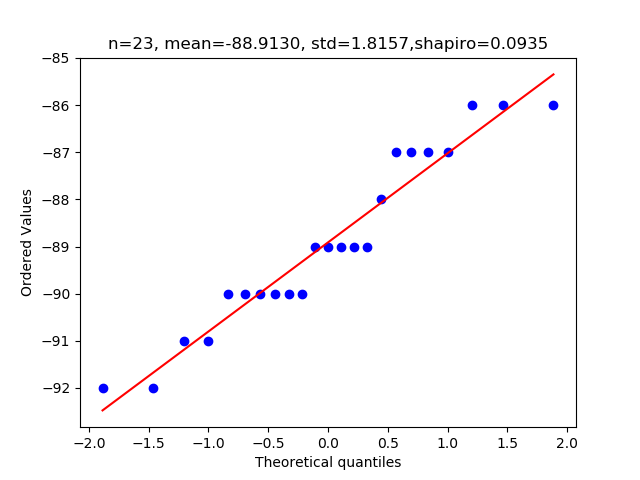 n=23, mean=-88.9130, std=1.8157,shapiro=0.0935
−85
−86
−87
−88
−89
−90
−91
−92
Ordered Values
−2.0 −1.5 −1.0 −0.5 0.0 0.5 1.0 1.5 2.0
Theoretical quantiles